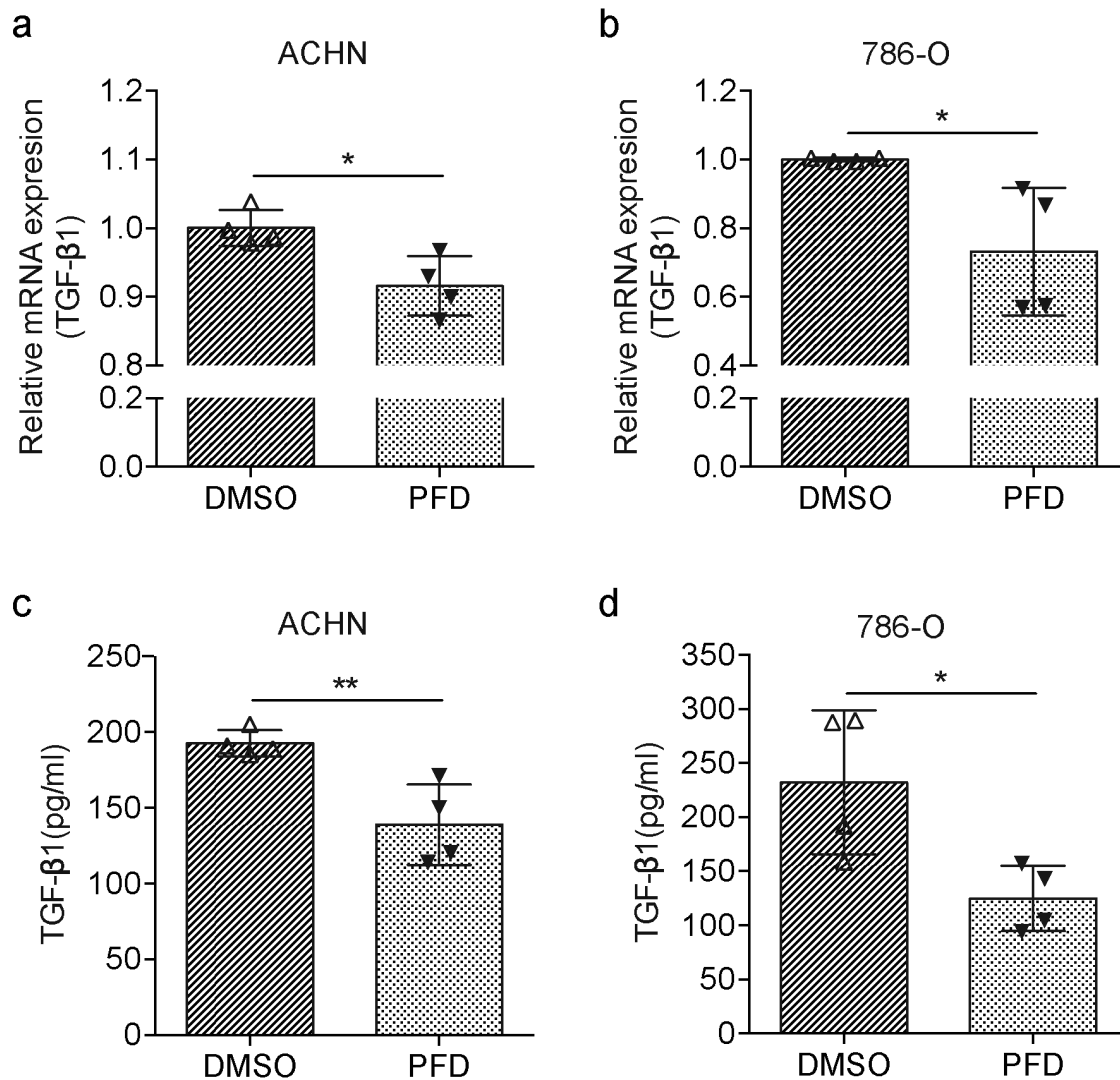 a
ACHN
Relative mRNA expresion
(TGF-β1)
1.2
1.1
1.0
0.9
0.8
0.2
0.0
*
DMSO
PFD
b
786-O
Relative mRNA expresion
(TGF-β1)
1.2
1.0
0.8
0.6
0.4
0.2
0.0
*
DMSO
PFD
c
ACHN
TGF-β1(pg/ml)
250
200
150
100
50
0
**
DMSO
PFD
d
786-O
TGF-β1(pg/ml)
350
300
250
200
150
100
50
0
*
DMSO
PFD